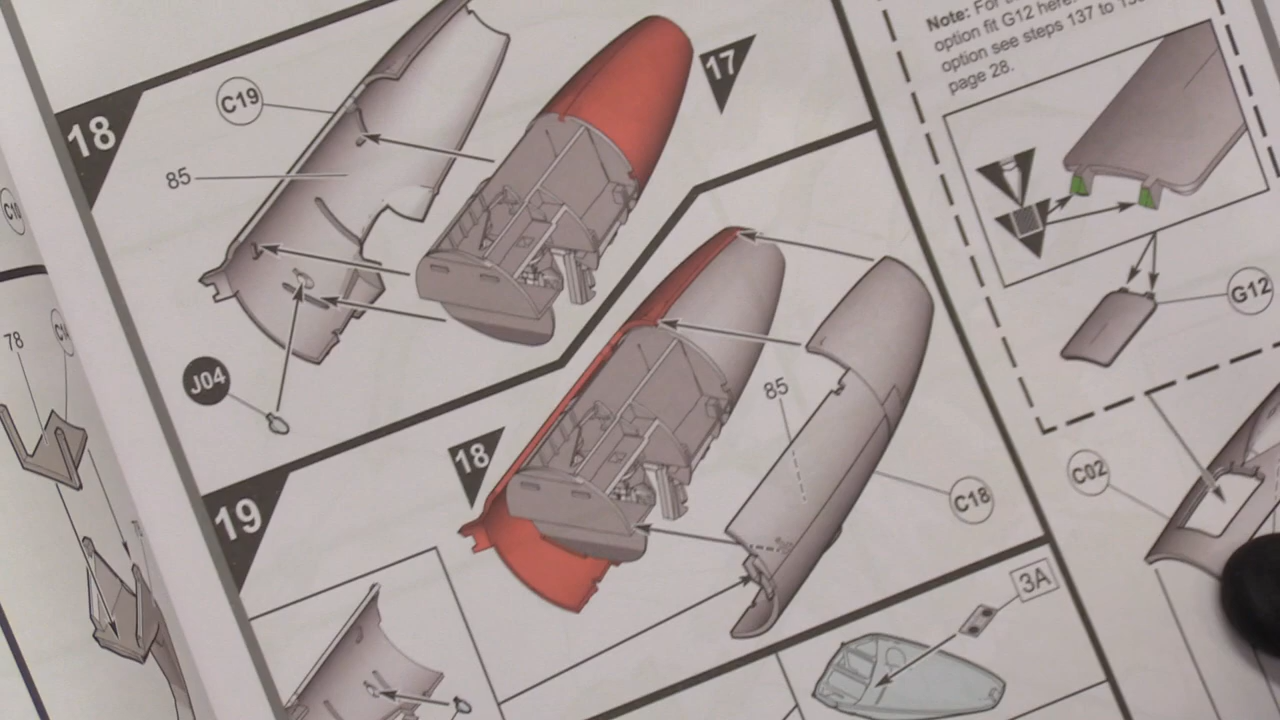 Note: For th
option fit G12 here.
option see steps 137 to
page 28.
17
18
C19
85
J04
G12
78
18
85
C02
19
C18
3A